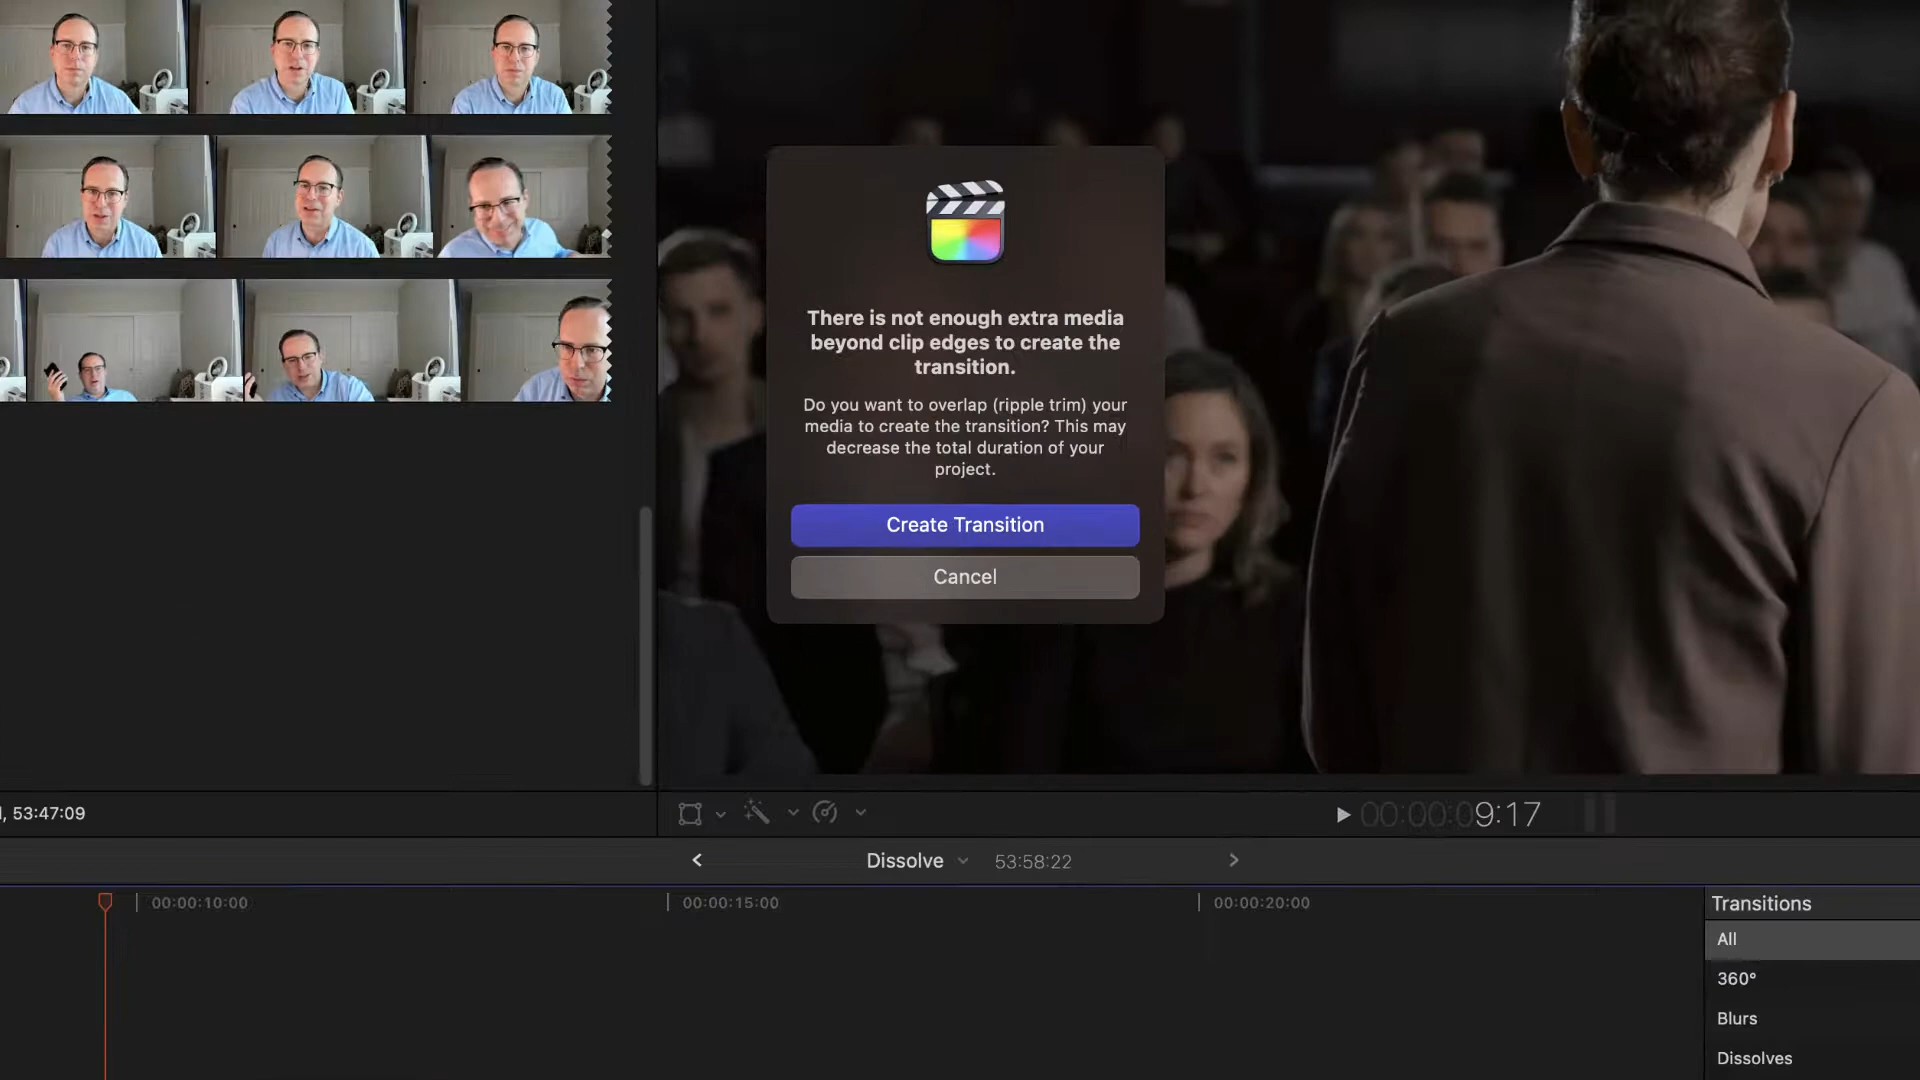 There is not enough extra media
beyond clip edges to create the
transition.
Do you want to overlap (ripple trim) your
media to create the transition? This may
decrease the total duration of your
project.
Create Transition
Cancel
, 53:47:09
00:00:09:17
Dissolve
53:58:22
00:00:10:00
00:00:15:00
00:00:20:00
Transitions
All
360°
Blurs
Dissolves